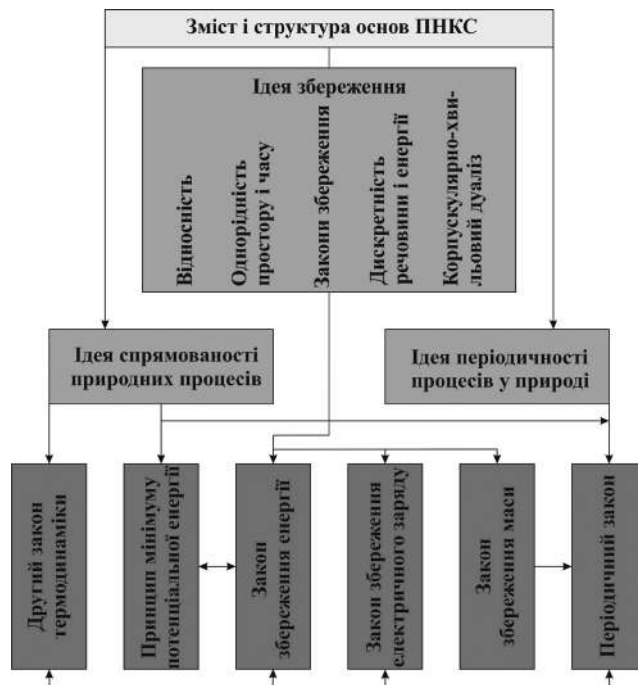 Зміст і структура основ ПНКС
Ідея збереження
Відносність
Однорідність
простору і часу
Закони збереження
Дискретність
речовини і енергії
Корпускулярно-хви-
льовий дуаліз
Ідея спрямованості
природних процесів
Ідея періодичності
процесів у природі
Другий закон
термодинаміки
Принцип мінімуму
потенціальної енергії
Закон
збереження енергії
Закон збереження
електричного заряду
Закон
збереження маси
Періодичний закон